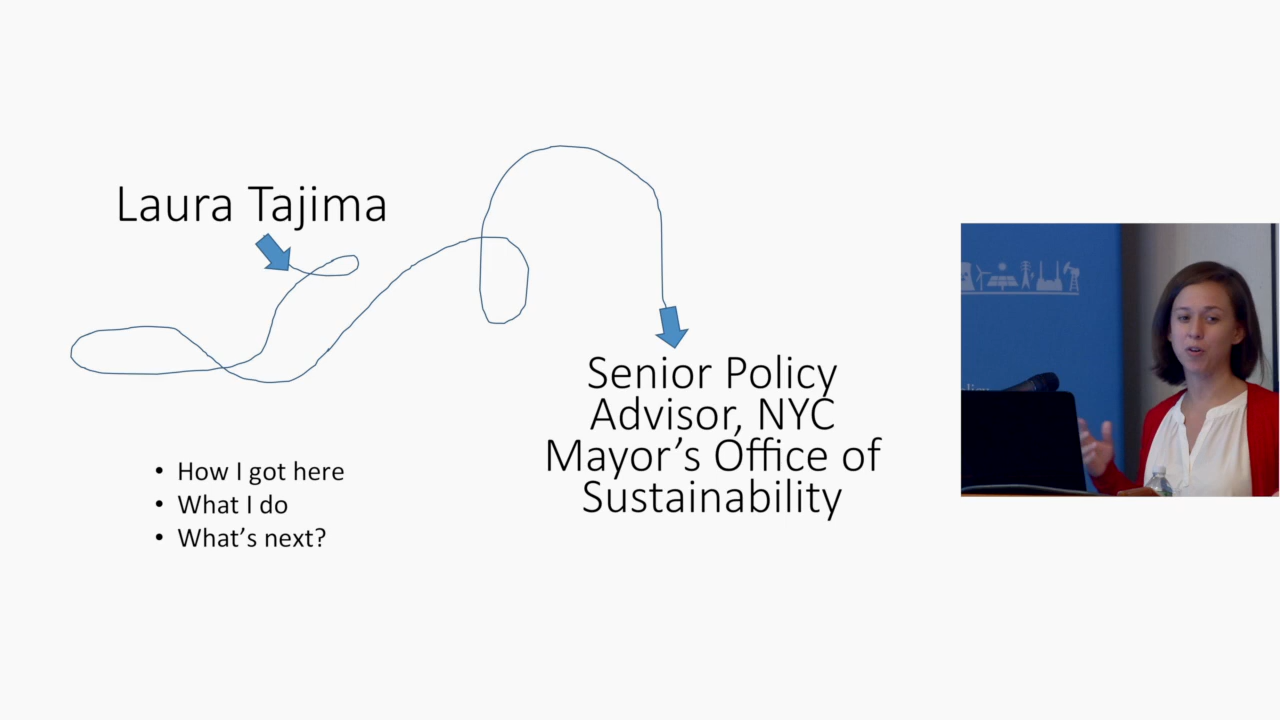 Laura Tajima
Senior Policy
Advisor, NYC
Mayor's Office of
Sustainability
• How I got here
• What I do
• What's next?